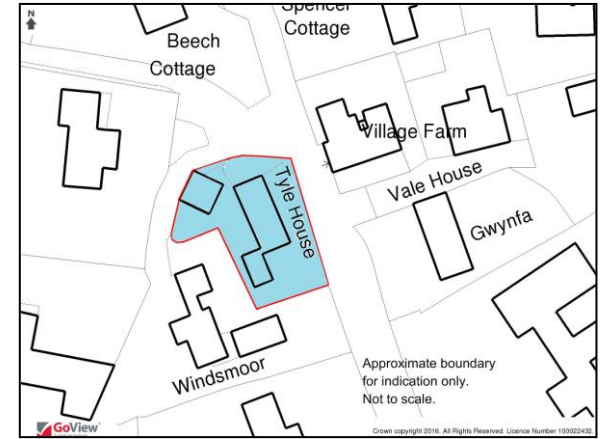 N
Spencer
Cottage
Beech
Cottage
Village Farm
Tyle House
Vale House
Gwynfa
Windsmoor
Approximate boundary
for indication only.
Not to scale.
GoView
Crown copyright 2016. All Rights Reserved. Licence Number 100022432.